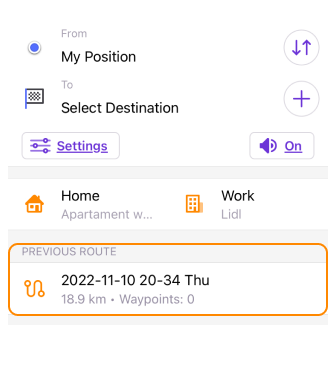 From
My Position
To
Select Destination
Settings
On
Home
Apartament w...
Work
Lidl
PREVIOUS ROUTE
2022-11-10 20-34 Thu
18.9 km • Waypoints: 0